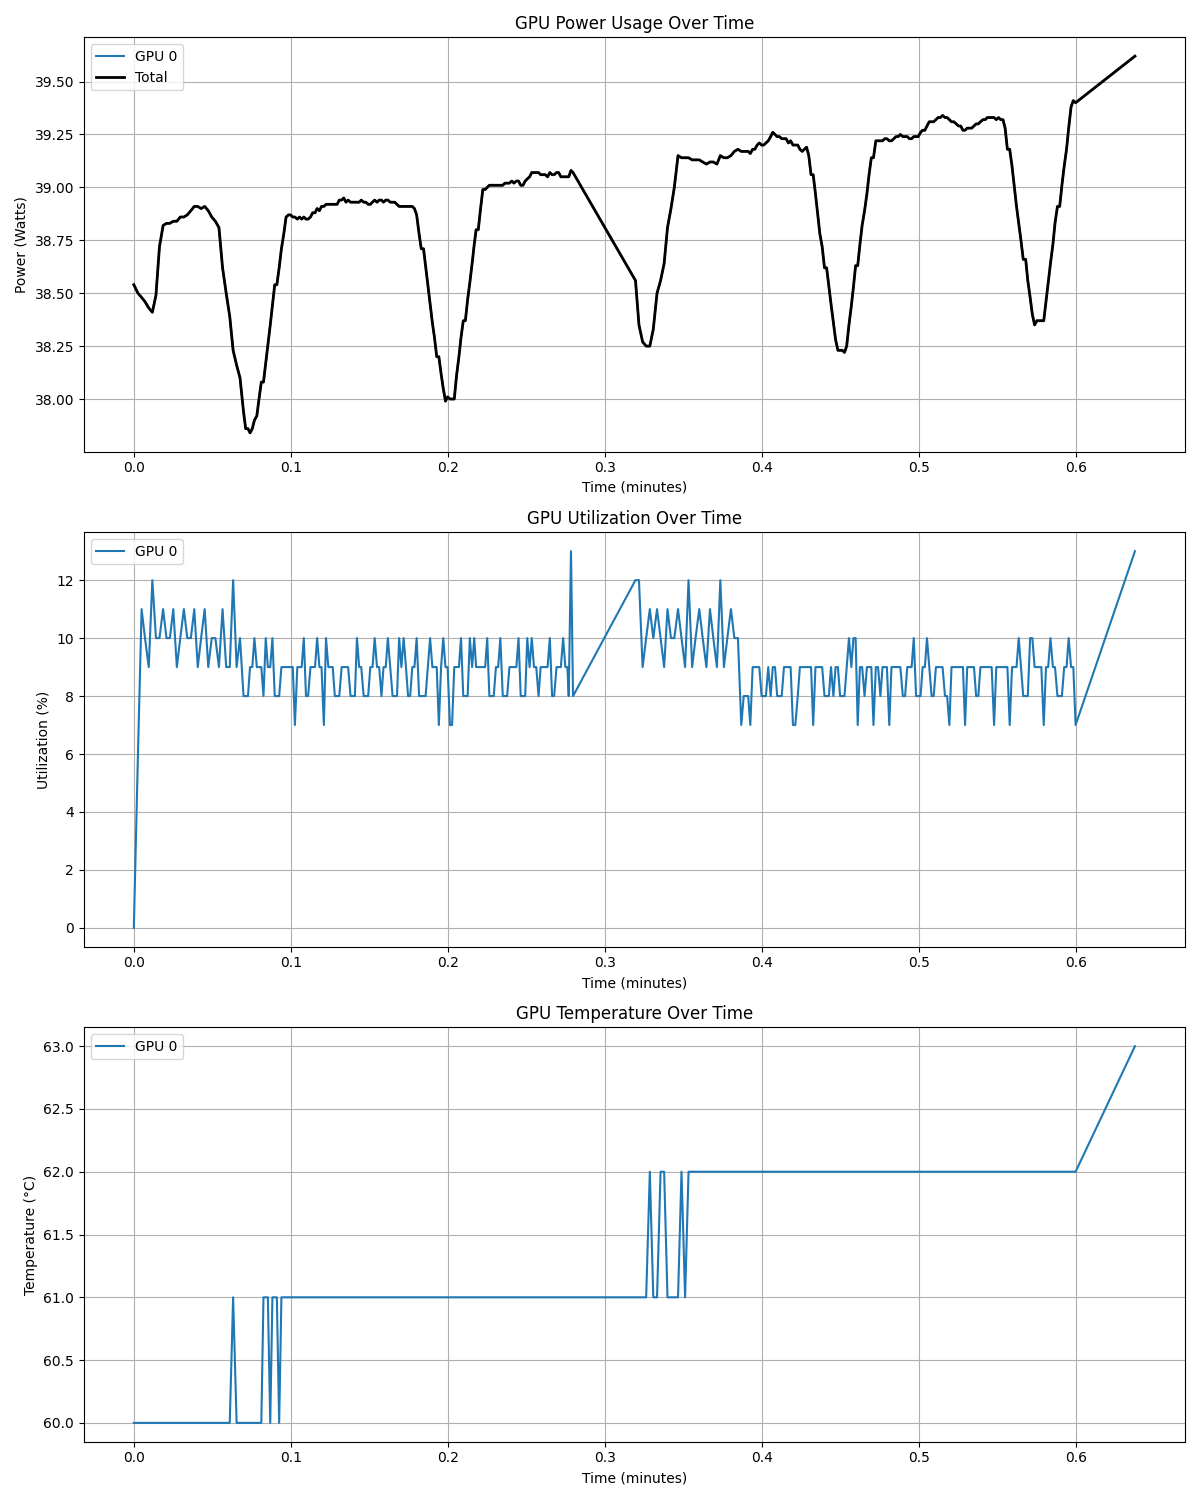 GPU Power Usage Over Time
GPU 0
Total
39.50
39.25
39.00
38.75
38.50
38.25
38.00
Power (Watts)
0.0 0.1 0.2 0.3 0.4 0.5 0.6
Time (minutes)
GPU Utilization Over Time
GPU 0
12
10
8
6
4
2
0
Utilization (%)
0.0 0.1 0.2 0.3 0.4 0.5 0.6
Time (minutes)
GPU Temperature Over Time
GPU 0
63.0
62.5
62.0
61.5
61.0
60.5
60.0
Temperature (°C)
0.0 0.1 0.2 0.3 0.4 0.5 0.6
Time (minutes)